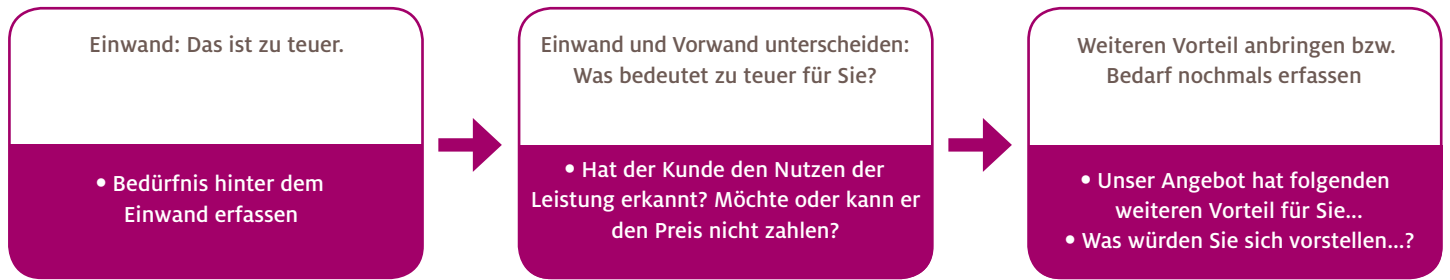 Einwand: Das ist zu teuer.
• Bedürfnis hinter dem
Einwand erfassen
Einwand und Vorwand unterscheiden:
Was bedeutet zu teuer für Sie?
• Hat der Kunde den Nutzen der
Leistung erkannt? Möchte oder kann er
den Preis nicht zahlen?
Weiteren Vorteil anbringen bzw.
Bedarf nochmals erfassen
• Unser Angebot hat folgenden
weiteren Vorteil für Sie...
• Was würden Sie sich vorstellen...?